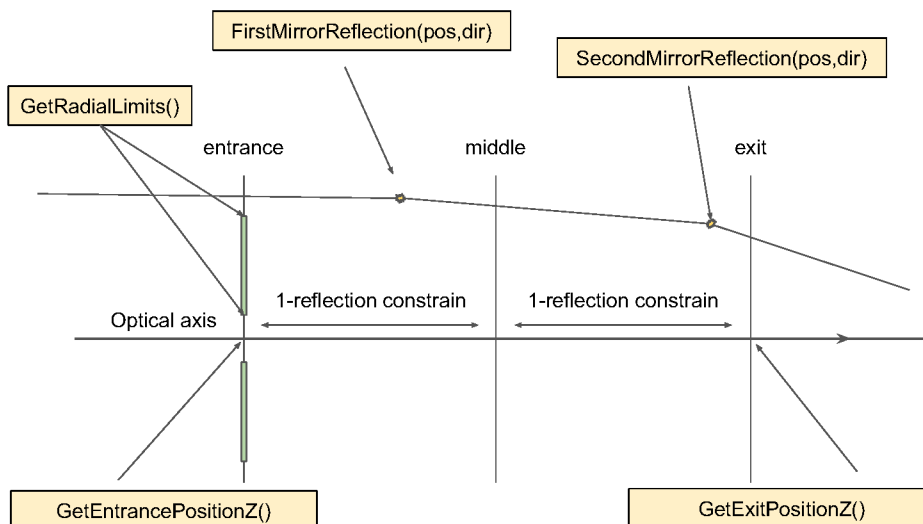 FirstMirrorReflection(pos,dir)
SecondMirrorReflection(pos,dir)
GetRadialLimits()
entrance
middle
exit
1-reflection constrain
1-reflection constrain
Optical axis
GetEntrancePositionZ()
GetExitPositionZ()